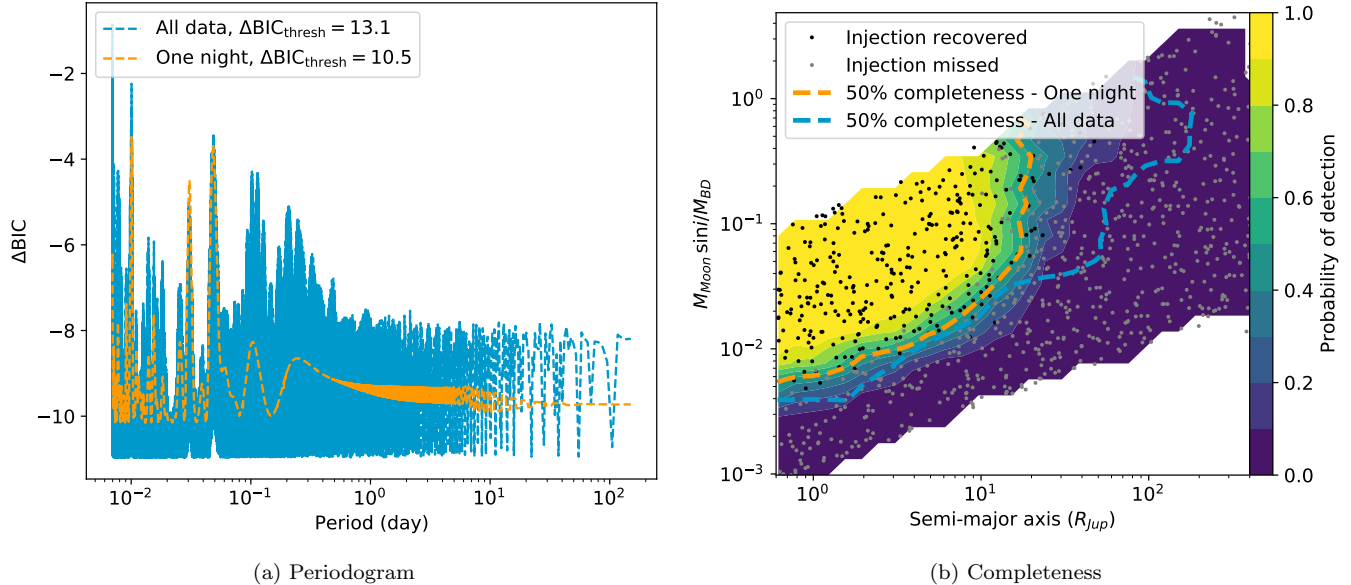 All data, ΔBIC_thresh = 13.1
One night, ΔBIC_thresh = 10.5
−2
−4
−6
−8
−10
ΔBIC
10^−2
10^−1
10^0
10^1
10^2
Period (day)
(a) Periodogram
Injection recovered
Injection missed
50% completeness - One night
50% completeness - All data
10^0
10^−1
10^−2
10^−3
M_Moon sini/M_BD
10^0
10^1
10^2
Semi-major axis (R_Jup)
1.0
0.8
0.6
0.4
0.2
0.0
Probability of detection
(b) Completeness